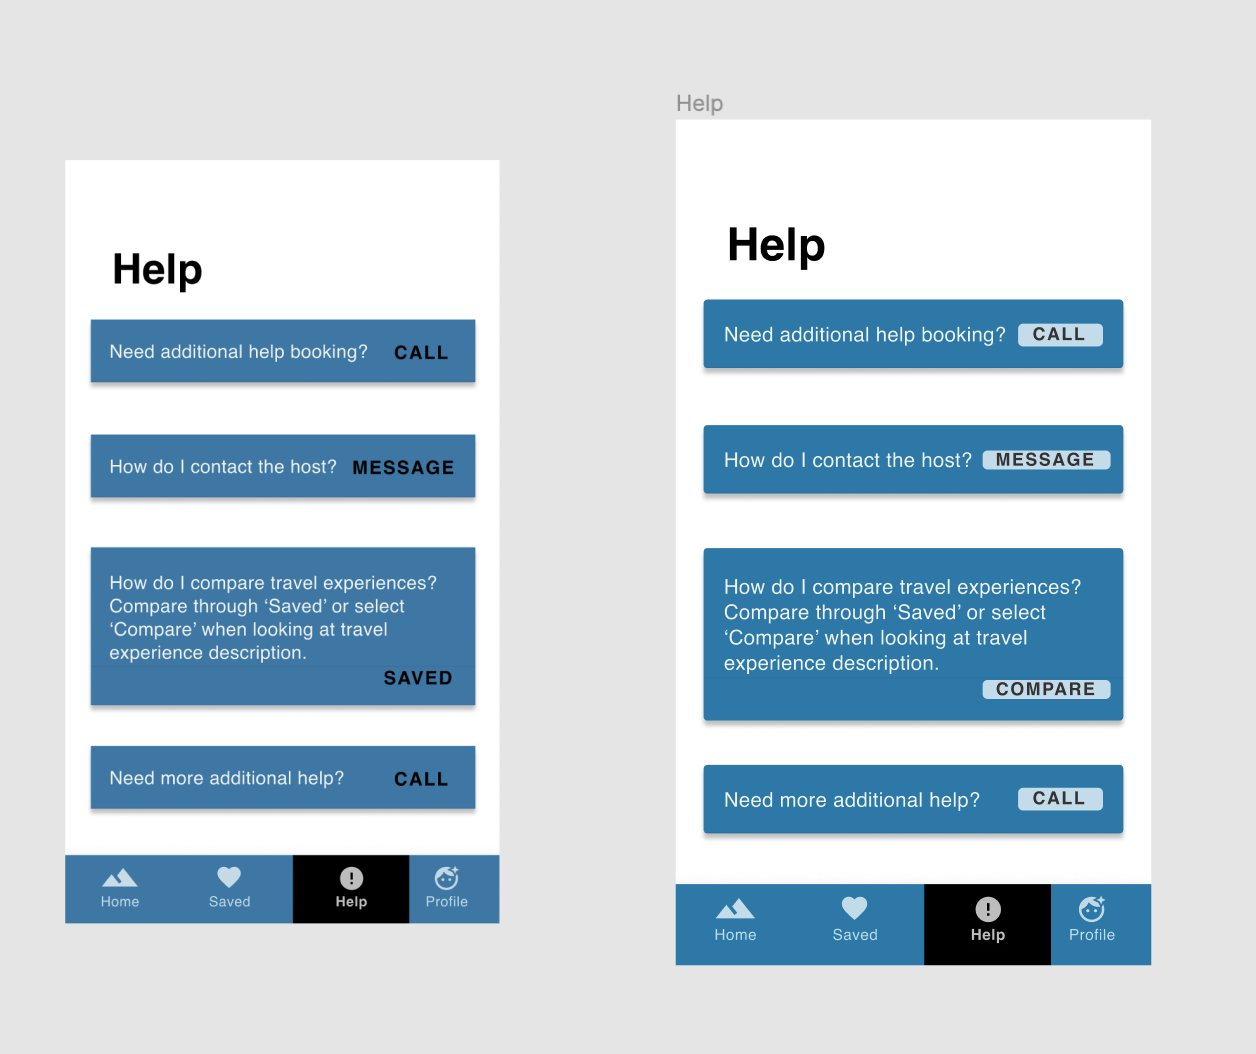 Help
Need additional help booking? CALL
How do I contact the host? MESSAGE
How do I compare travel experiences?
Compare through ‘Saved’ or select
‘Compare’ when looking at travel
experience description.
SAVED
Need more additional help? CALL
Home Saved Help Profile
Help
Help
Need additional help booking? CALL
How do I contact the host? MESSAGE
How do I compare travel experiences?
Compare through ‘Saved’ or select
‘Compare’ when looking at travel
experience description.
COMPARE
Need more additional help? CALL
Home Saved Help Profile